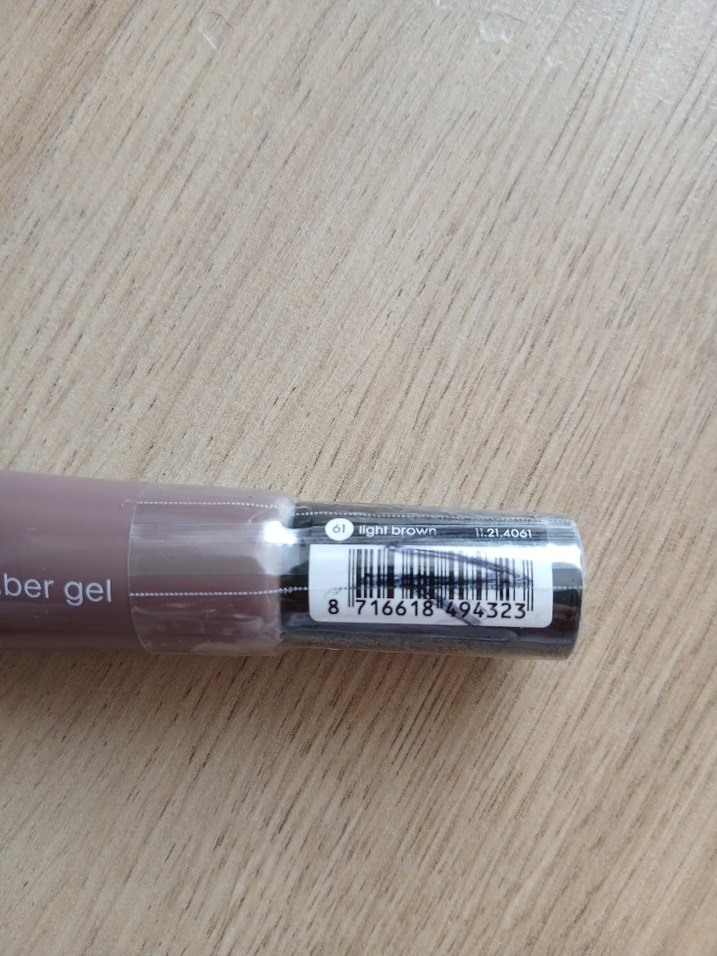 ber gel
61 light brown 11.21.4061
8 716618 494323